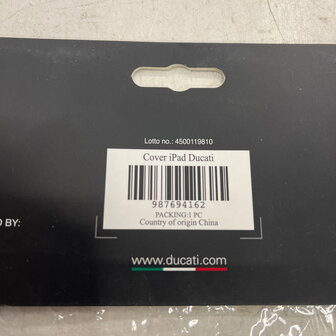 Lotto no.: 4500119810
Cover iPad Ducati
987694162
PACKING:1 PC
Country of origin China
D BY:
www.ducati.com